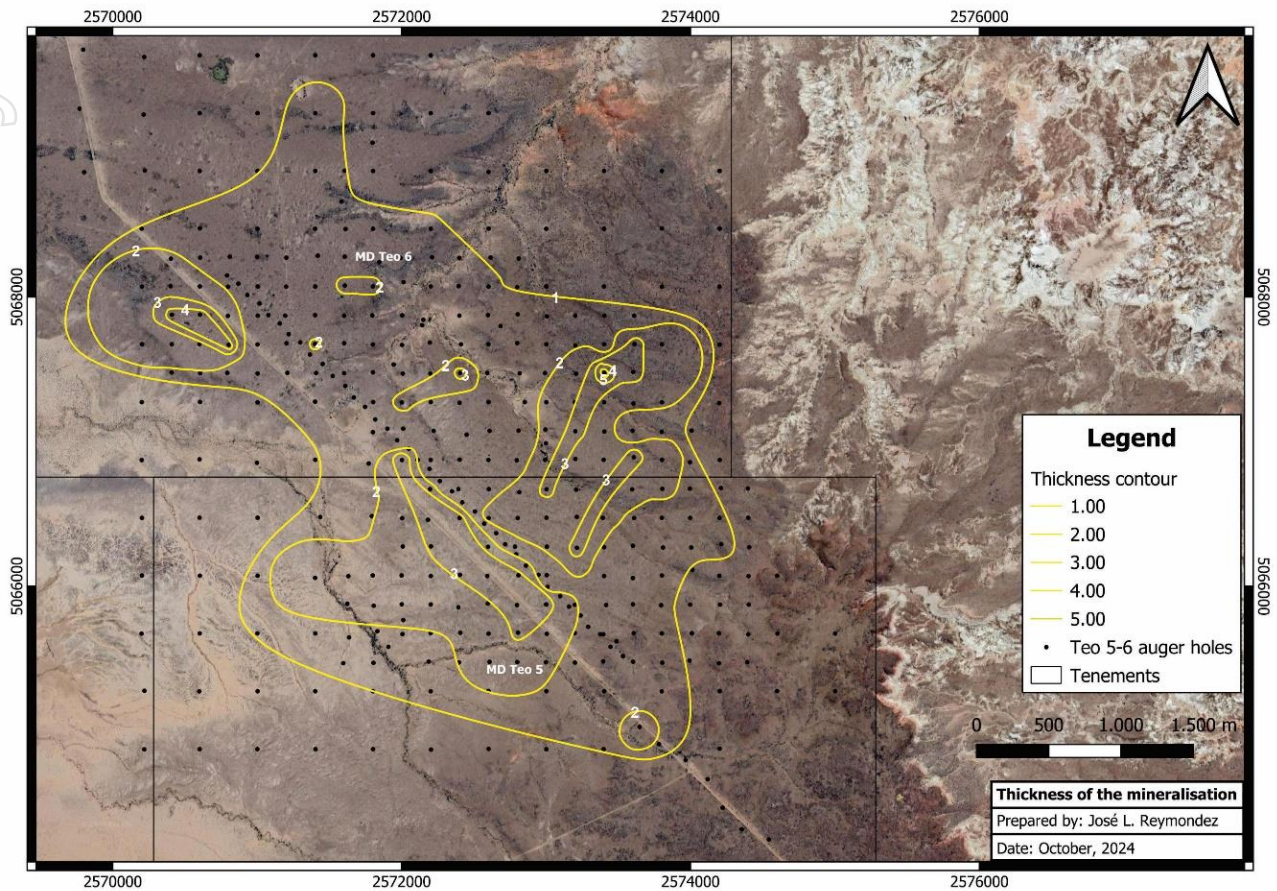 2570000 2572000 2574000 2576000
MD Teo 6
2
3
4
2
2
1
2
3
2
4
5
3
3
2
3
MD Teo 5
2
5068000 5068000
5066000 5066000
Legend
Thickness contour
1.00
2.00
3.00
4.00
5.00
Teo 5-6 auger holes
Tenements
0 500 1.000 1.500 m
Thickness of the mineralisation
Prepared by: José L. Reymondez
Date: October, 2024
2570000 2572000 2574000 2576000